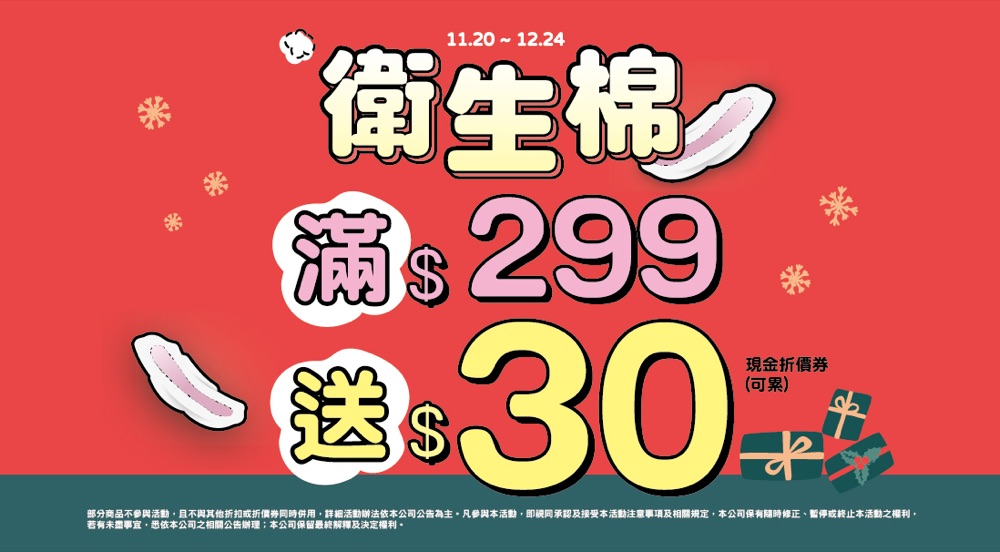 11.20 ~ 12.24
衛生棉
滿$299
送$30
現金折價券
(可累)
部分商品不參與活動，且不與其他折扣或折價券同時併用，詳細活動辦法依本公司公告為主。凡參與本活動，即視同承認及接受本活動注意事項及相關規定，本公司保有隨時修正、暫停或終止本活動之權利，
若有未盡事宜，悉依本公司之相關公告辦理；本公司保留最終解釋及決定權利。